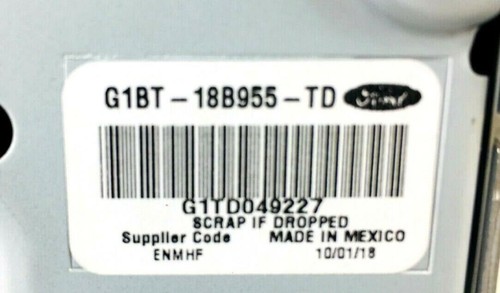 G1BT-18B955-TD Ford
G1TD049227
SCRAP IF DROPPED
Supplier Code MADE IN MEXICO
ENMHF 10/01/18